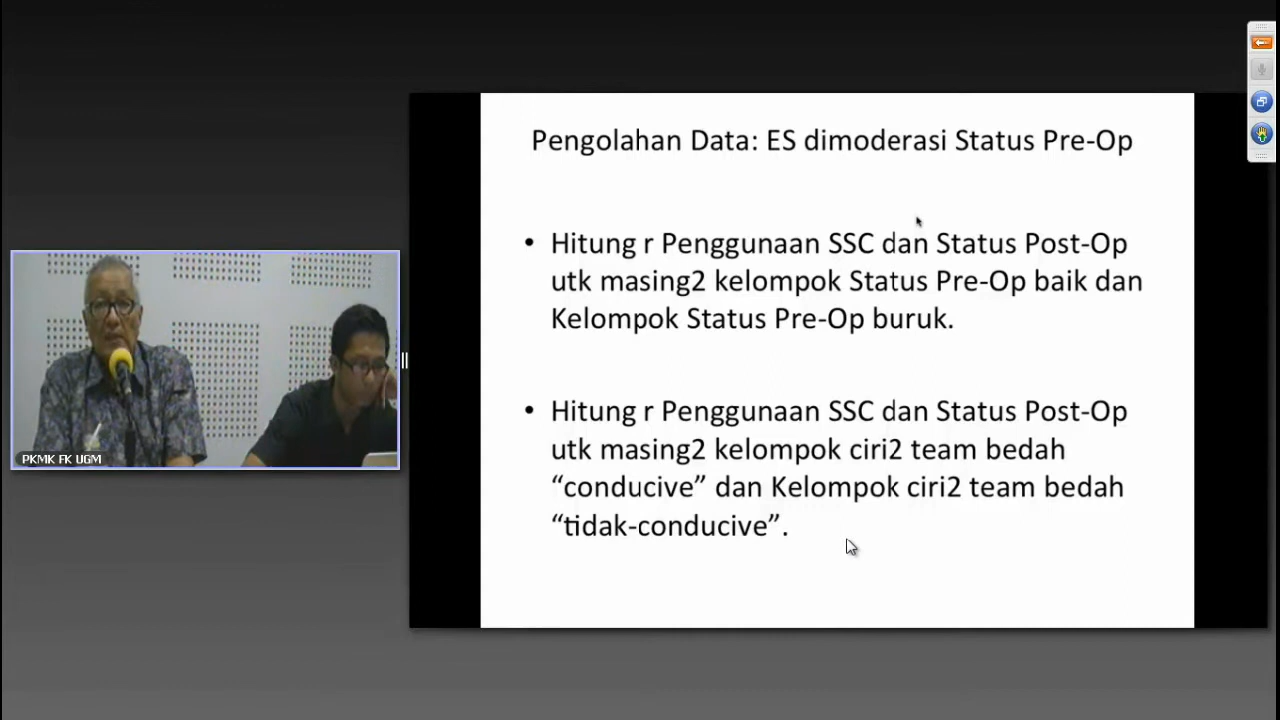 Pengolahan Data: ES dimoderasi Status Pre-Op
• Hitung r Penggunaan SSC dan Status Post-Op
utk masing2 kelompok Status Pre-Op baik dan
Kelompok Status Pre-Op buruk.
• Hitung r Penggunaan SSC dan Status Post-Op
utk masing2 kelompok ciri2 team bedah
“conducive” dan Kelompok ciri2 team bedah
“tidak-conducive”.
PKMK FK UGM